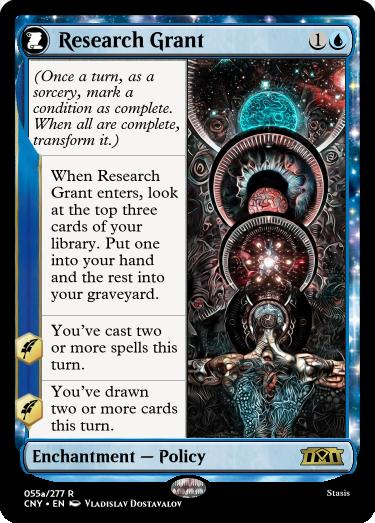 Research Grant
1
(Once a turn, as a
sorcery, mark a
condition as complete.
When all are complete,
transform it.)
When Research
Grant enters, look
at the top three
cards of your
library. Put one
into your hand
and the rest into
your graveyard.
You've cast two
or more spells this
turn.
You've drawn
two or more cards
this turn.
Enchantment — Policy
055a/277 R
CNY • EN Vladislav Dostavalov
Stasis